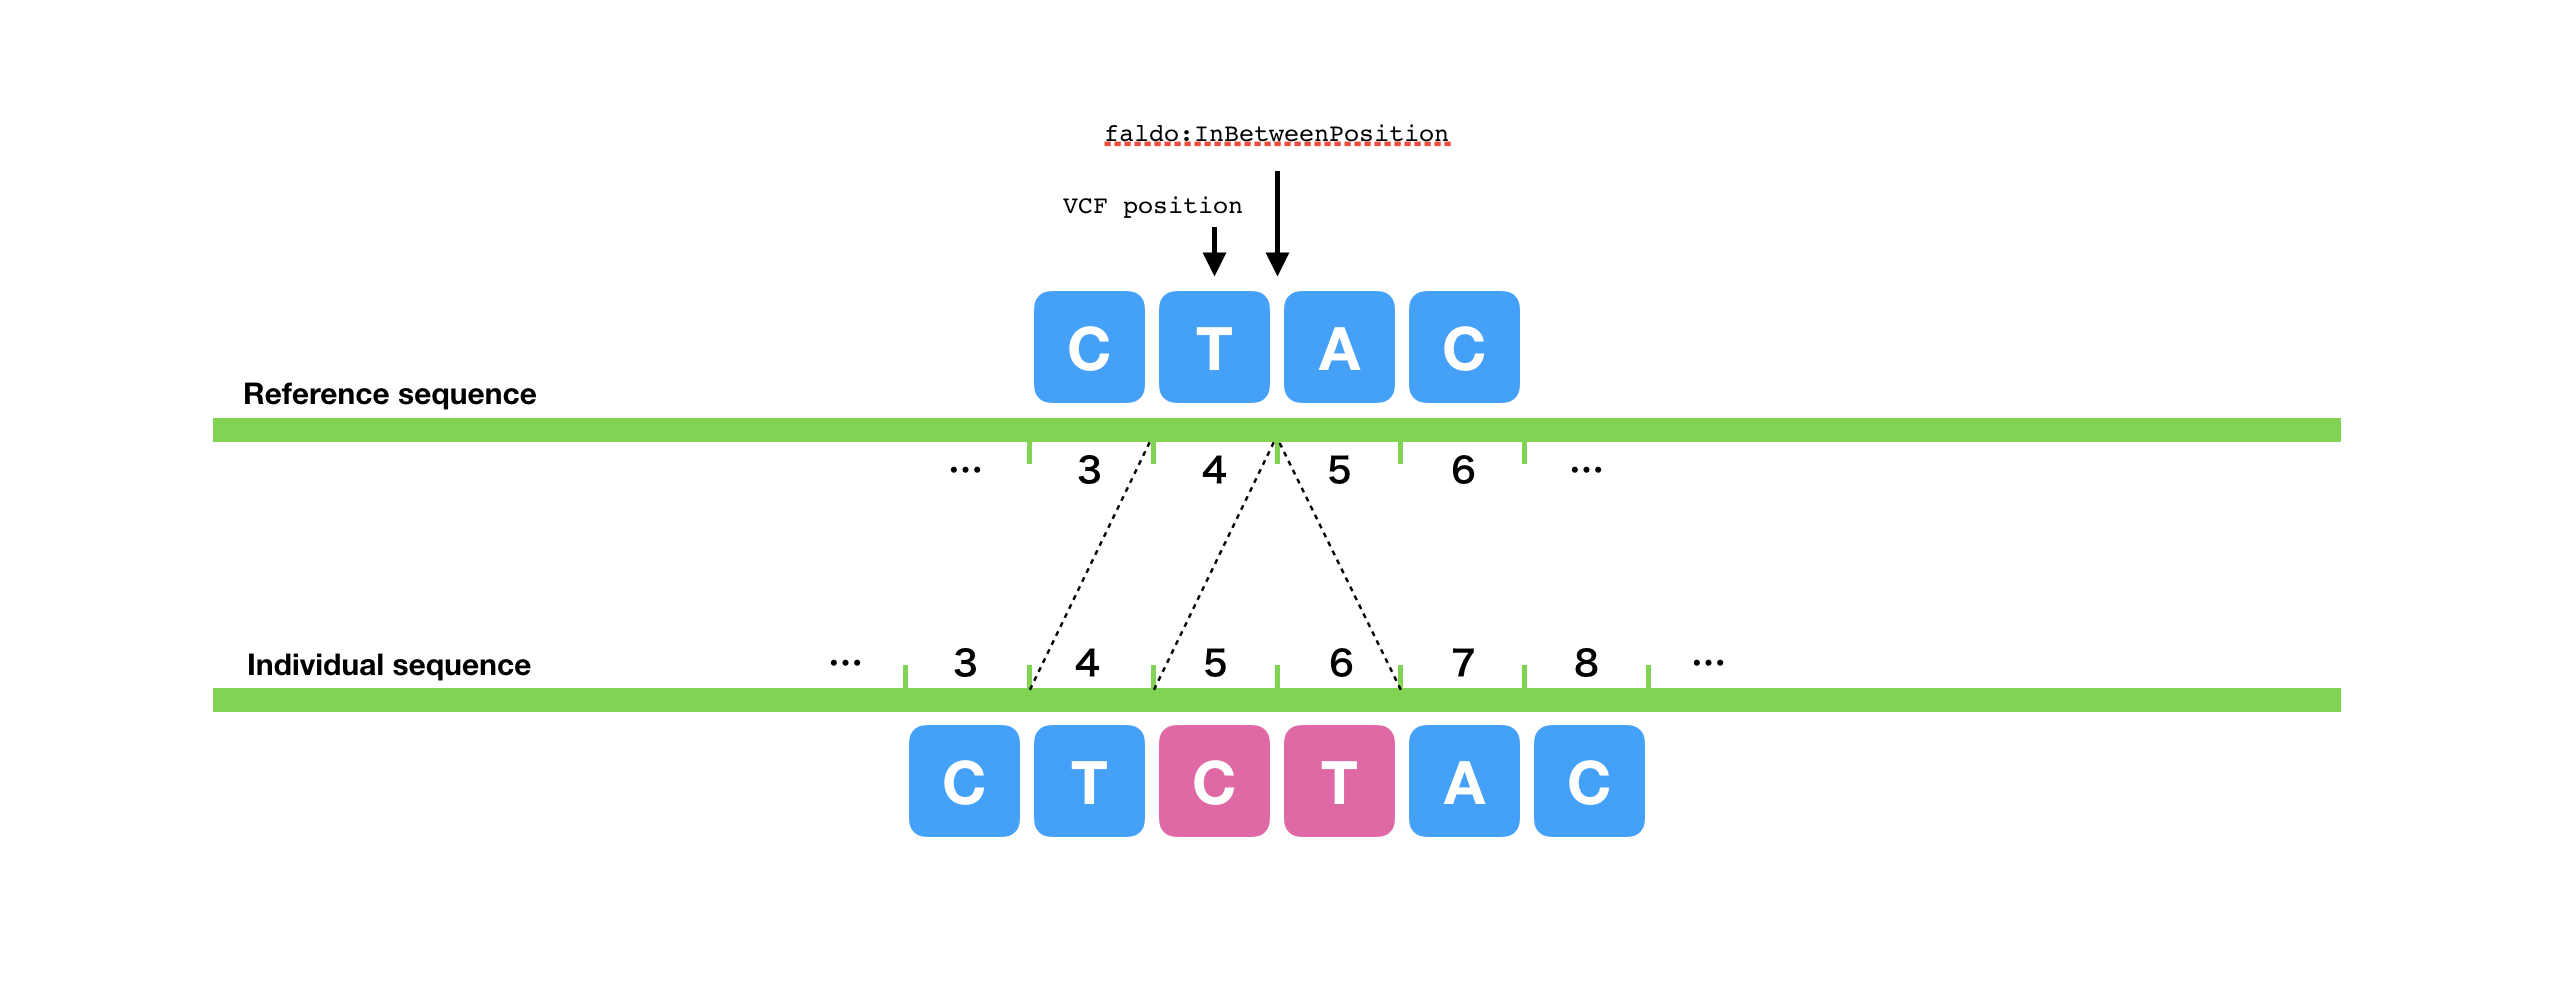 faldo:InBetweenPosition
VCF position
C T A C
Reference sequence
... 3 4 5 6 ...
Individual sequence
... 3 4 5 6 7 8 ...
C T C T A C